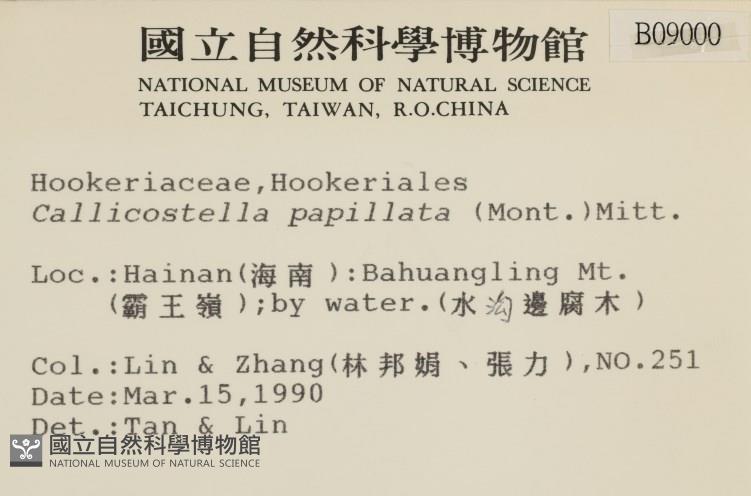 國立自然科學博物館
B09000
NATIONAL MUSEUM OF NATURAL SCIENCE
TAICHUNG, TAIWAN, R.O.CHINA
Hookeriaceae,Hookeriales
Callicostella papillata (Mont.)Mitt.
Loc.:Hainan(海南):Bahuangling Mt.
(霸王嶺);by water.(水沟邊腐木)
Col.:Lin & Zhang(林邦娟、張力),NO.251
Date:Mar.15,1990
Det.:Tan & Lin
國立自然科學博物館
NATIONAL MUSEUM OF NATURAL SCIENCE